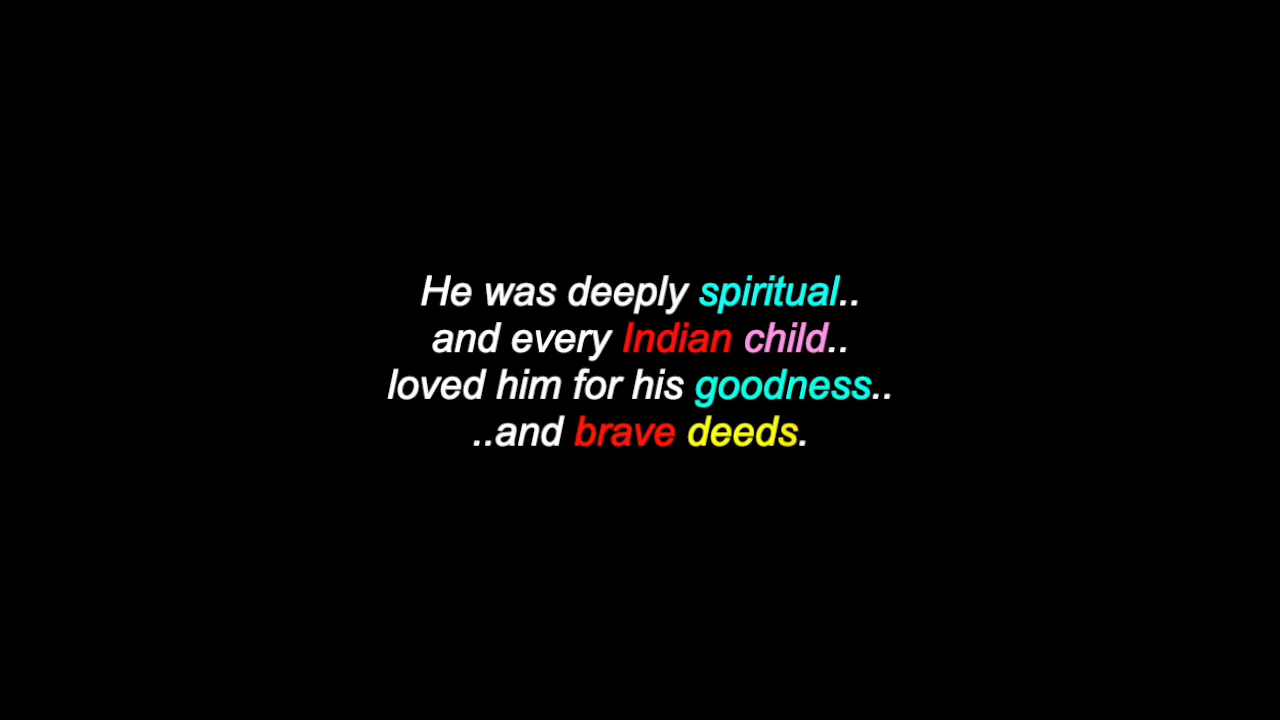 He was deeply spiritual..
and every Indian child..
loved him for his goodness..
..and brave deeds.